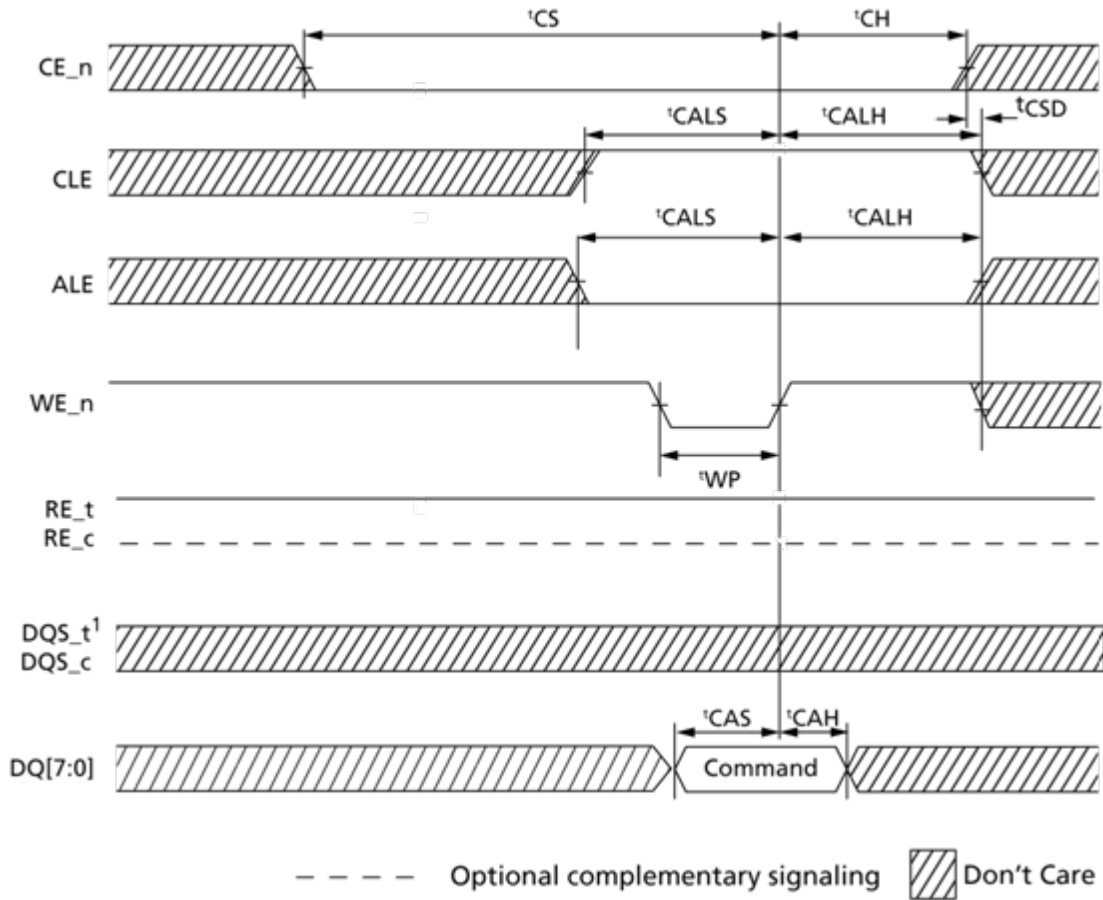 tCS tCH
CE_n
tCSD
tCALS tCALH
CLE
tCALS tCALH
ALE
WE_n
tWP
RE_t
RE_c
DQS_t1
DQS_c
tCAS tCAH
DQ[7:0] Command
Optional complementary signaling Don't Care